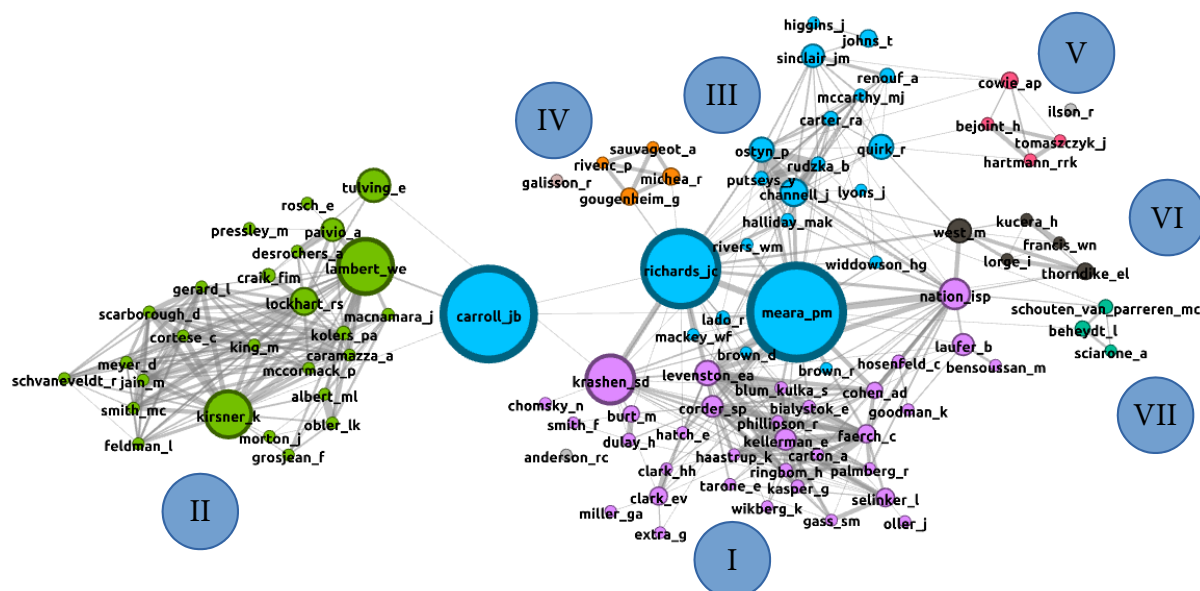 higgins_j
johns_t
V
sinclair_jm
III
renouf_a
cowie_ap
mccarthy_mj
ilson_r
IV
carter_ra
bejoint_h
sauvageot_a
ostyn_p
quirk_r
tomaszczyk_j
rivenc_p
rudzka_b
hartmann_rrk
galisson_r
michea_r
putseys_y
tulving_e
gougenheim_g
channell_j
lyons_j
rosch_e
VI
halliday_mak
kucera_h
pressley_m
paivio_a
west_m
rivers_wm
francis_wn
desrochers_a
lorge_i
lambert_we
richards_jc
widdowson_hg
thorndike_el
craik_fim
gerard_l
nation_isp
lockhart_rs
schouten_van_parreren_mc
scarborough_d
macnamara_j
carroll_jb
meara_pm
lado_r
beheydt_l
cortese_c
kolers_pa
mackey_wf
king_m
laufer_b
sciarone_a
caramazza_a
brown_d
hosenfeld_c
bensoussan_m
meyer_d
mccormack_p
brown_r
schvaneveldt_r
jain_m
krashen_sd
levenston_ea
blum_kulka_s
cohen_ad
albert_ml
chomsky_n
smith_mc
kirsner_k
burt_m
corder_sp
bialystok_e
goodman_k
VII
obler_lk
smith_f
phillipson_r
morton_j
dulay_h
hatch_e
kellerman_e
faerch_c
feldman_l
grosjean_f
anderson_rc
haastrup_k
carton_a
clark_hh
ringbom_h
palmberg_r
tarone_e
kasper_g
clark_ev
selinker_l
II
miller_ga
wikberg_k
gass_sm
oller_j
extra_g
I